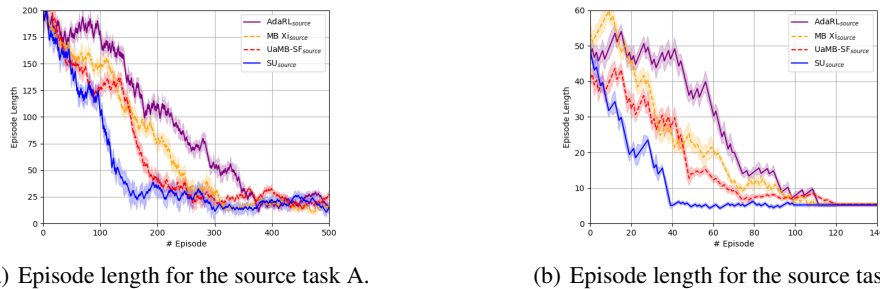 200
175
150
125
100
75
50
25
0
Episode Length
0 100 200 300 400 500
# Episode
AdaRLsource
MB Xisource
UaMB-SFsource
SUsource
) Episode length for the source task A.
60
50
40
30
20
10
0
Episode Length
0 20 40 60 80 100 120 140
# Episode
AdaRLsource
MB Xisource
UaMB-SFsource
SUsource
(b) Episode length for the source tas